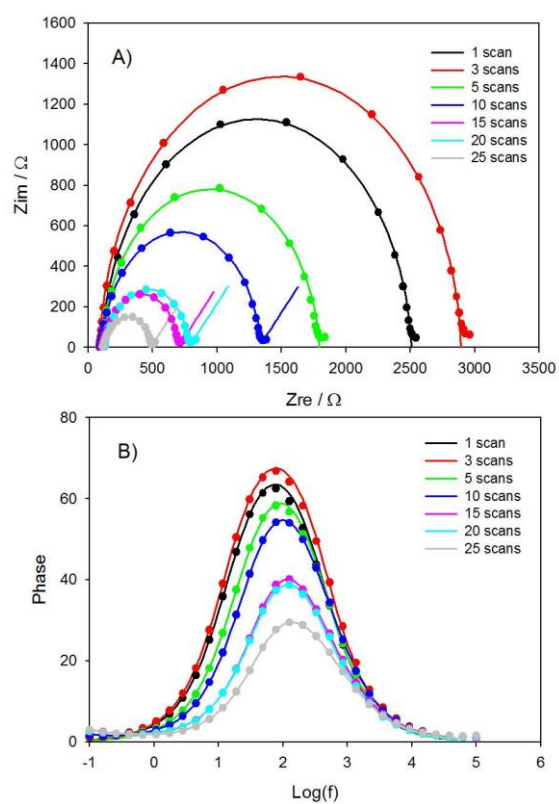 1600
A)
1 scan
3 scans
5 scans
10 scans
15 scans
20 scans
25 scans
1400
1200
1000
800
600
400
200
0
Zim / Ω
0 500 1000 1500 2000 2500 3000 3500
Zre / Ω
80
B)
1 scan
3 scans
5 scans
10 scans
15 scans
20 scans
25 scans
60
40
20
0
Phase
-1 0 1 2 3 4 5 6
Log(f)